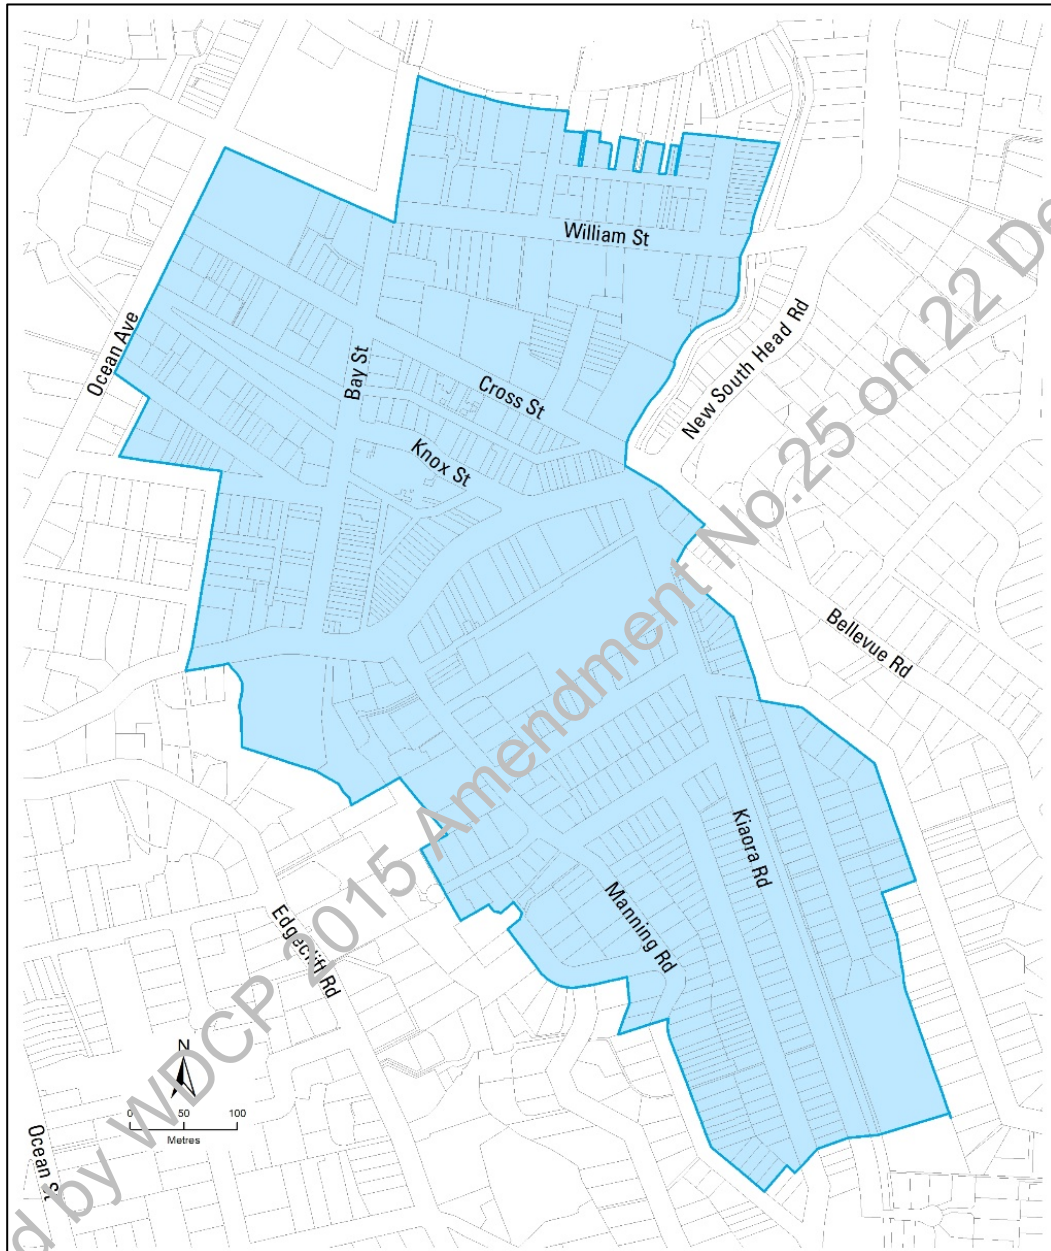 William St
Ocean Ave
Bay St
New South Head Rd
Cross St
Knox St
Bellevue Rd
Kiaora Rd
Manning Rd
Edgecliff Rd
N
0 50 100
Metres
Ocean St
by WDCP 2015 Amendment No.25 on 22 De